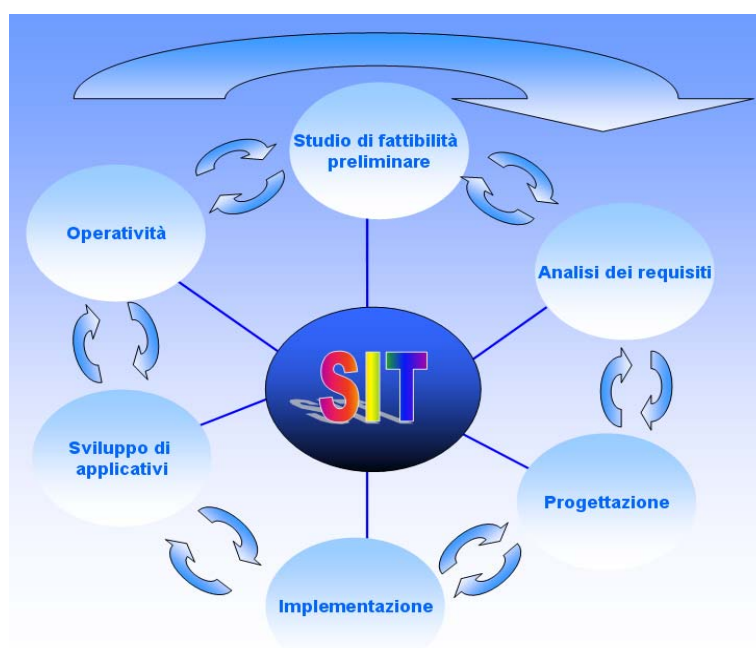 Studio di fattibilità
preliminare
Operatività
Analisi dei requisiti
SIT
Sviluppo di
applicativi
Progettazione
Implementazione